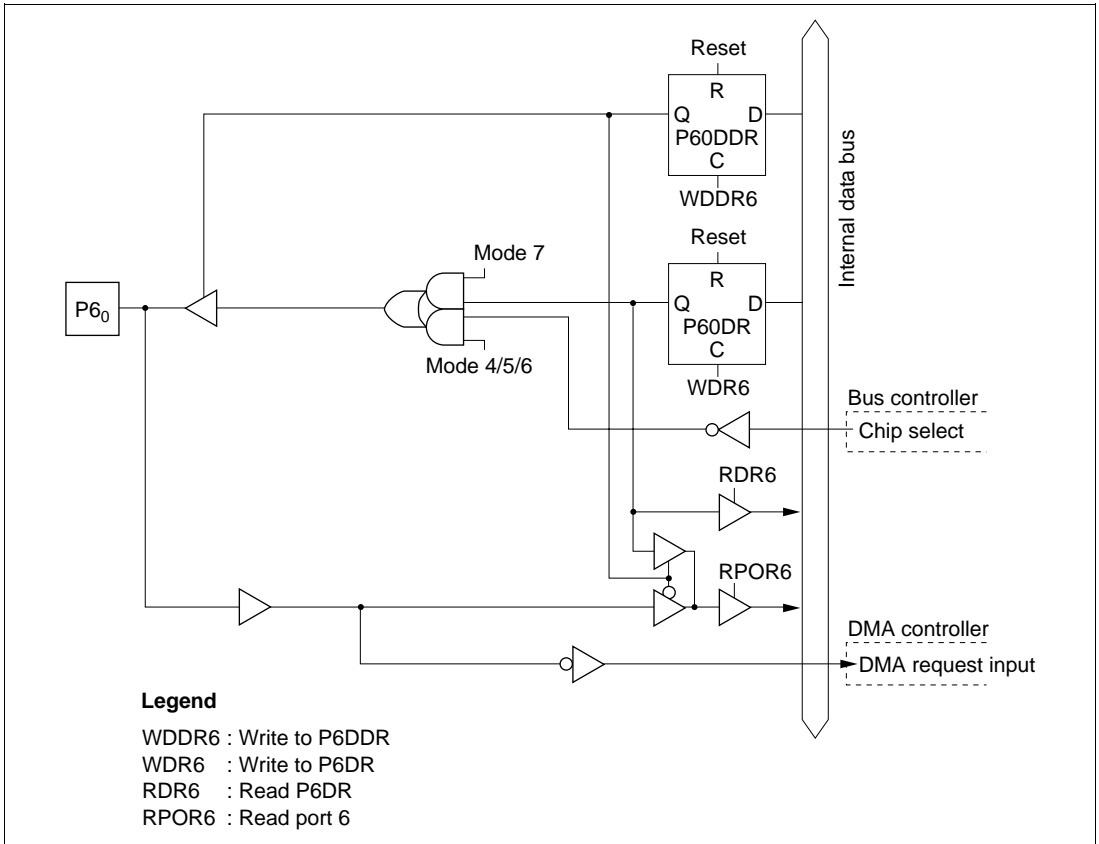 Reset
R
Q D
P60DDR
C
WDDR6
Internal data bus
Reset
Mode 7
R
Q D
P6₀
P60DR
C
Mode 4/5/6
WDR6
Bus controller
Chip select
RDR6
RPOR6
DMA controller
DMA request input
Legend
WDDR6 : Write to P6DDR
WDR6 : Write to P6DR
RDR6 : Read P6DR
RPOR6 : Read port 6